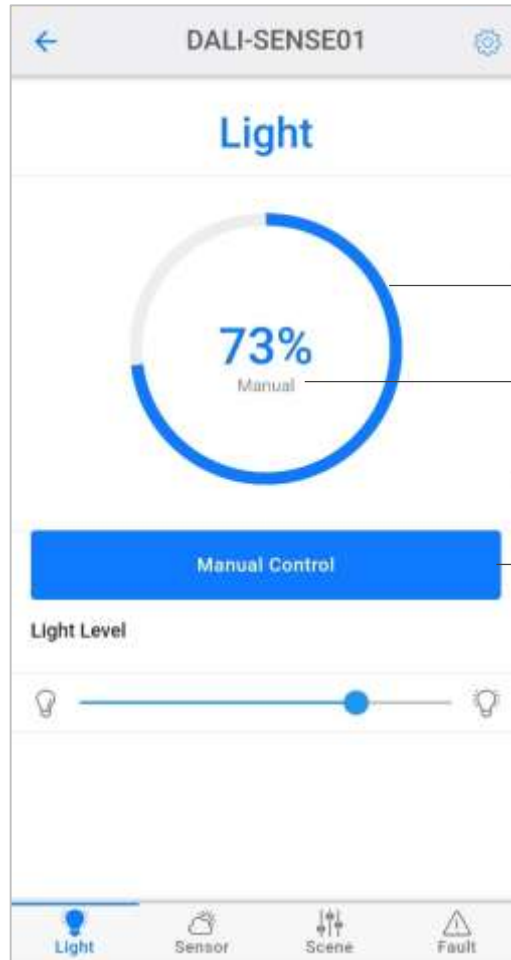 DALI-SENSE01
Light
73%
Manual
Manual Control
Light Level
Light Sensor Scene Fault